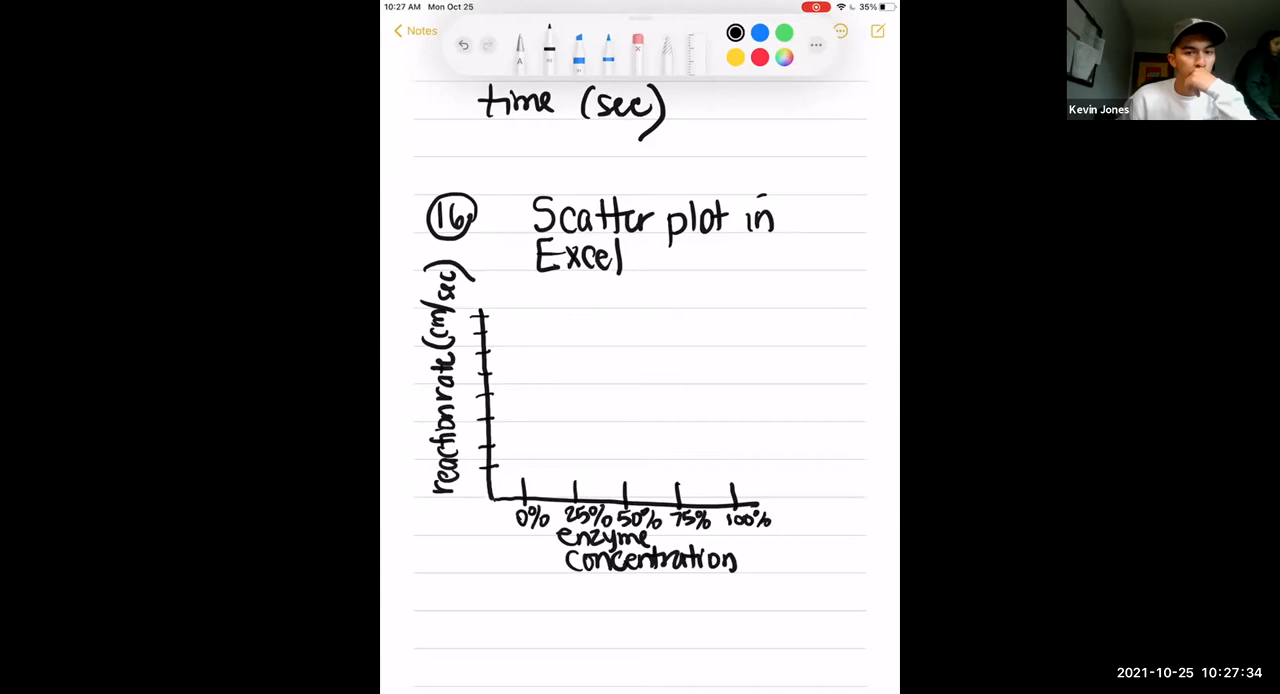 10:27 AM Mon Oct 25
35%
Notes
A
Kevin Jones
time (sec)
16. Scatter plot in
Excel
reaction rate (cm/sec)
0% 25% 50% 75% 100%
enzyme
concentration
2021-10-25 10:27:34